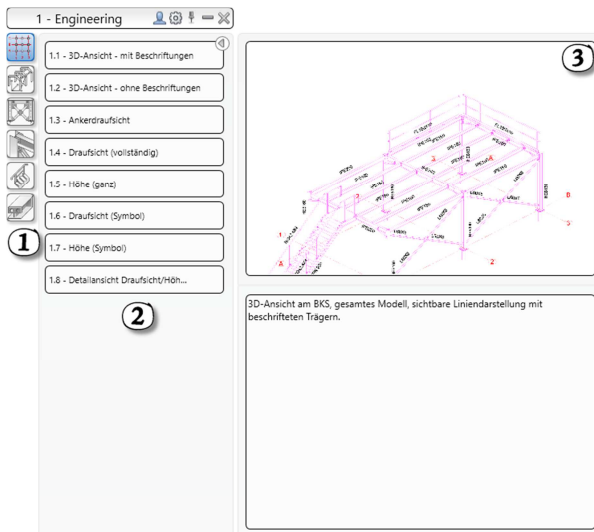 1 - Engineering
1.1 - 3D-Ansicht - mit Beschriftungen
1.2 - 3D-Ansicht - ohne Beschriftungen
1.3 - Ankerdraufsicht
1.4 - Draufsicht (vollständig)
1.5 - Höhe (ganz)
1.6 - Draufsicht (Symbol)
1.7 - Höhe (Symbol)
1.8 - Detailansicht Draufsicht/Höh...
1
2
3
3D-Ansicht am BKS, gesamtes Modell, sichtbare Liniendarstellung mit
beschrifteten Trägern.